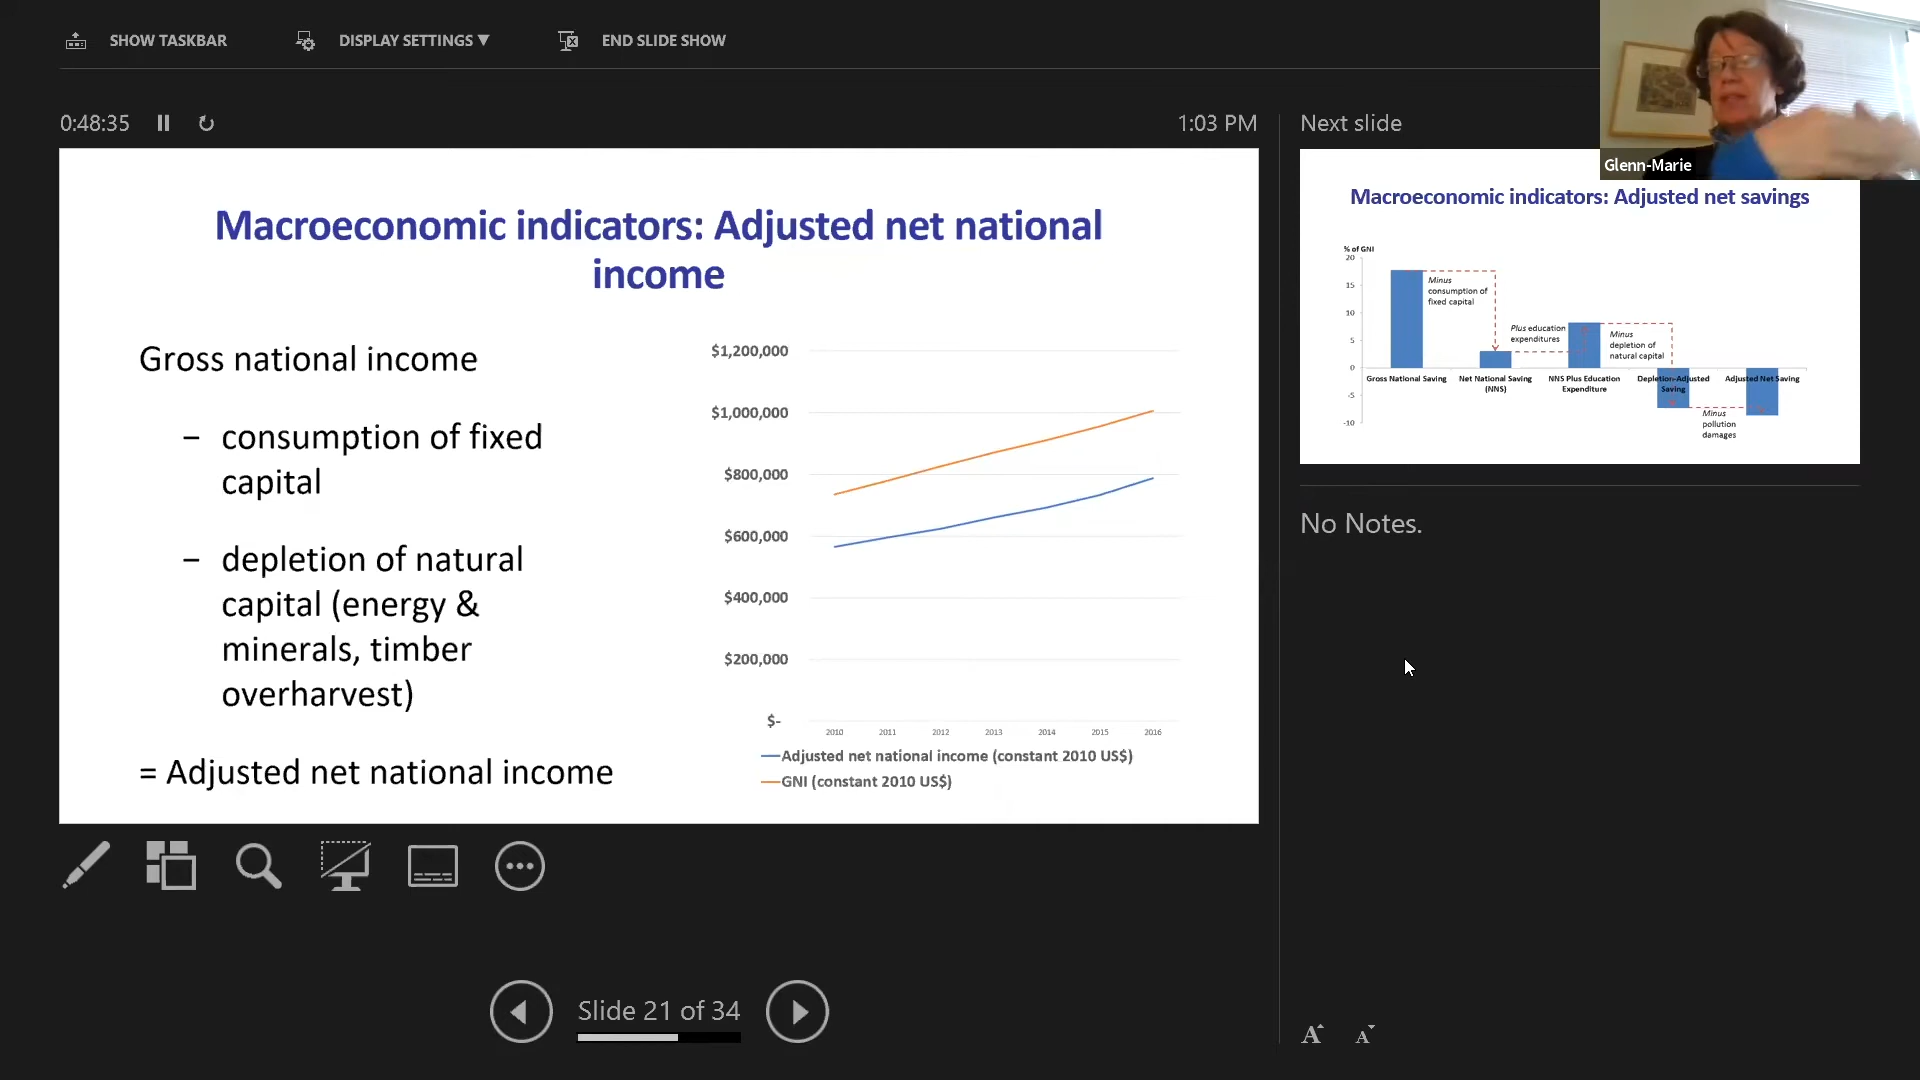 SHOW TASKBAR
DISPLAY SETTINGS ▼
END SLIDE SHOW
0:48:35
1:03 PM
Next slide
Glenn-Marie
Macroeconomic indicators: Adjusted net national
income
Gross national income
− consumption of fixed
capital
− depletion of natural
capital (energy &
minerals, timber
overharvest)
= Adjusted net national income
$1,200,000
$1,000,000
$800,000
$600,000
$400,000
$200,000
$-
2010 2011 2012 2013 2014 2015 2016
Adjusted net national income (constant 2010 US$)
GNI (constant 2010 US$)
Macroeconomic indicators: Adjusted net savings
% of GNI
20
15
10
5
0
-5
-10
Minus
consumption of
fixed capital
Plus education
expenditures
Minus
depletion of
natural capital
Gross National Saving
Net National Saving
(NNS)
NNS Plus Education
Expenditure
Depletion-Adjusted
Saving
Adjusted Net Saving
Minus
pollution
damages
No Notes.
Slide 21 of 34
A A